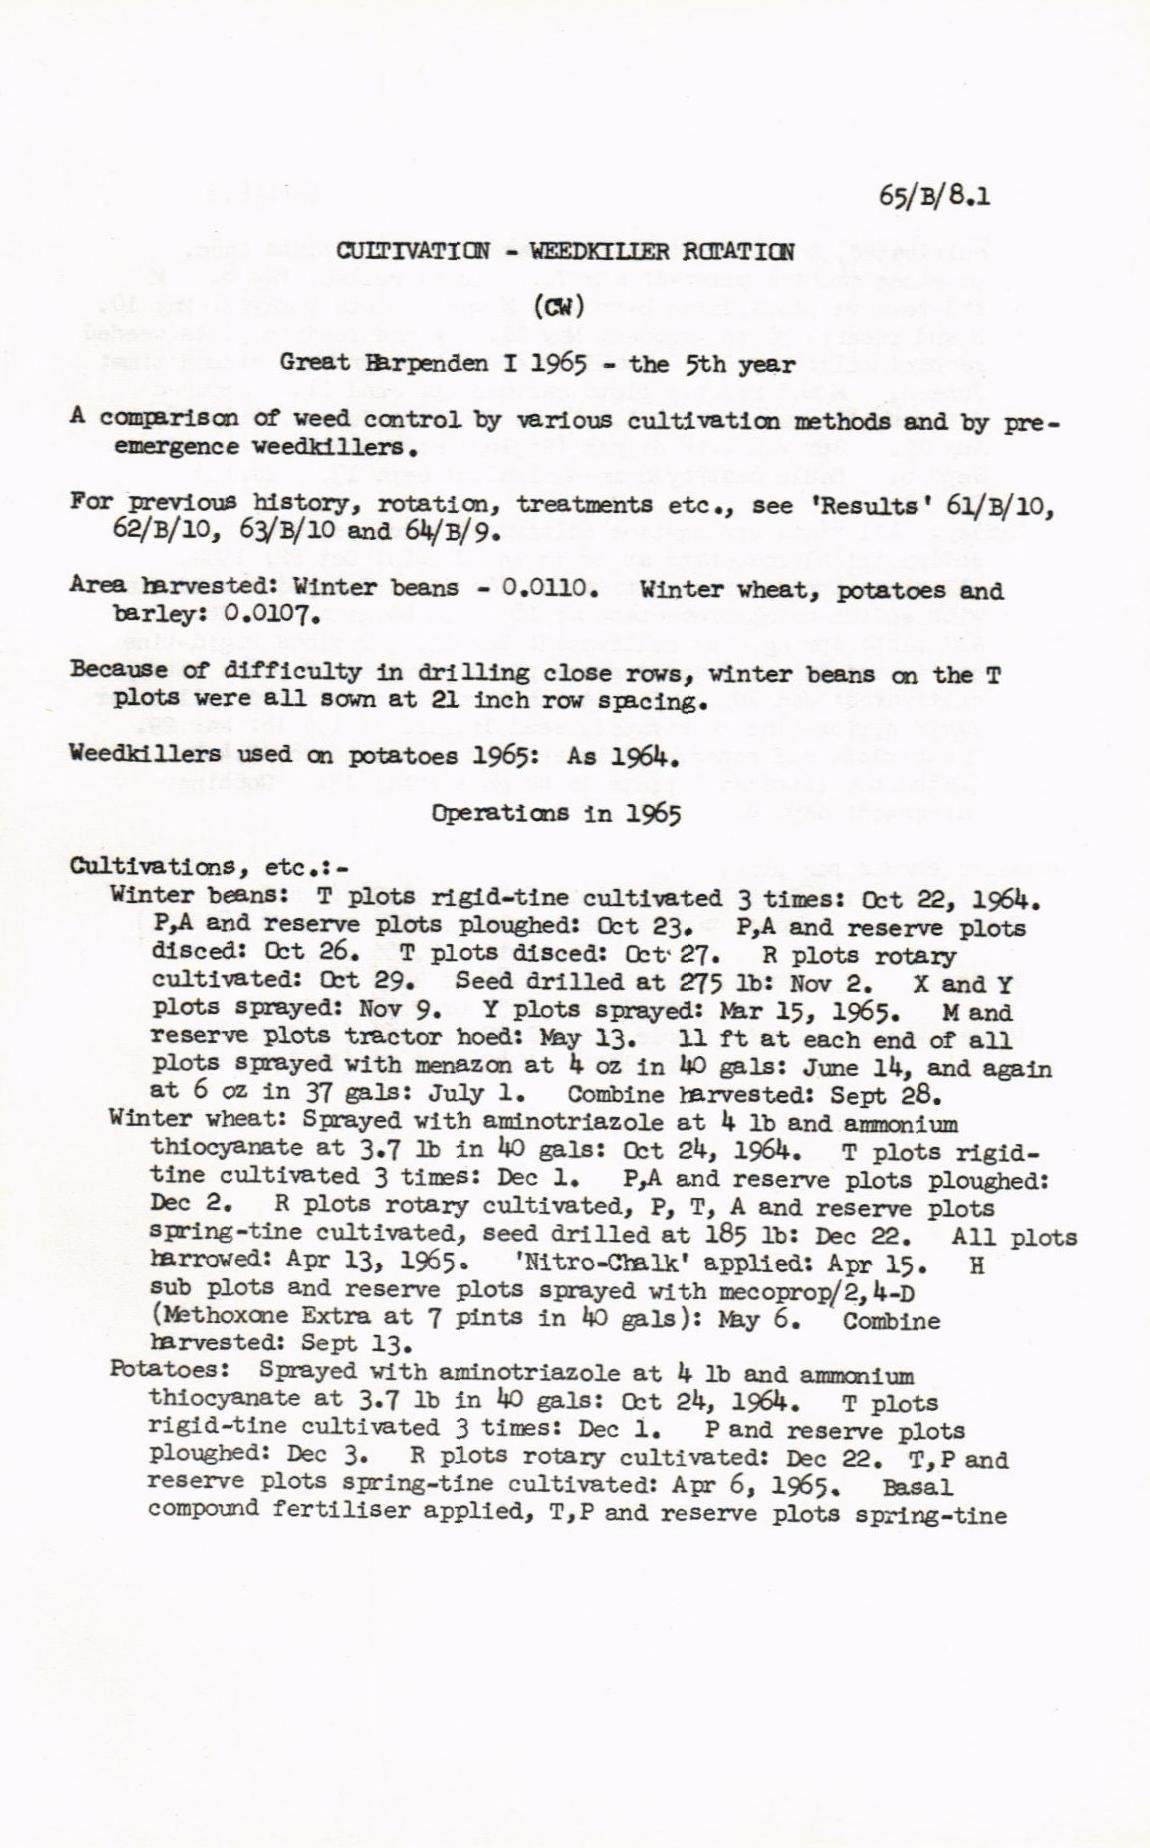 65/B/8.1
CULTIVATION - WEEDKILLER ROTATION
(CW)
Great Harpenden I 1965 - the 5th year
A comparison of weed control by various cultivation methods and by pre-
emergence weedkillers.
For previous history, rotation, treatments etc., see 'Results' 61/B/10,
62/B/10, 63/B/10 and 64/B/9.
Area harvested: Winter beans - 0.0110. Winter wheat, potatoes and
barley: 0.0107.
Because of difficulty in drilling close rows, winter beans on the T
plots were all sown at 21 inch row spacing.
Weedkillers used on potatoes 1965: As 1964.
Operations in 1965
Cultivations, etc.:-
Winter beans: T plots rigid-tine cultivated 3 times: Oct 22, 1964.
P,A and reserve plots ploughed: Oct 23. P,A and reserve plots
disced: Oct 26. T plots disced: Oct 27. R plots rotary
cultivated: Oct 29. Seed drilled at 275 lb: Nov 2. X and Y
plots sprayed: Nov 9. Y plots sprayed: Mar 15, 1965. M and
reserve plots tractor hoed: May 13. 11 ft at each end of all
plots sprayed with menazon at 4 oz in 40 gals: June 14, and again
at 6 oz in 37 gals: July 1. Combine harvested: Sept 28.
Winter wheat: Sprayed with aminotriazole at 4 lb and ammonium
thiocyanate at 3.7 lb in 40 gals: Oct 24, 1964. T plots rigid-
tine cultivated 3 times: Dec 1. P,A and reserve plots ploughed:
Dec 2. R plots rotary cultivated, P, T, A and reserve plots
spring-tine cultivated, seed drilled at 185 lb: Dec 22. All plots
harrowed: Apr 13, 1965. 'Nitro-Chalk' applied: Apr 15. H
sub plots and reserve plots sprayed with mecoprop/2,4-D
(Methoxone Extra at 7 pints in 40 gals): May 6. Combine
harvested: Sept 13.
Potatoes: Sprayed with aminotriazole at 4 lb and ammonium
thiocyanate at 3.7 lb in 40 gals: Oct 24, 1964. T plots
rigid-tine cultivated 3 times: Dec 1. P and reserve plots
ploughed: Dec 3. R plots rotary cultivated: Dec 22. T,P and
reserve plots spring-tine cultivated: Apr 6, 1965. Basal
compound fertiliser applied, T,P and reserve plots spring-tine